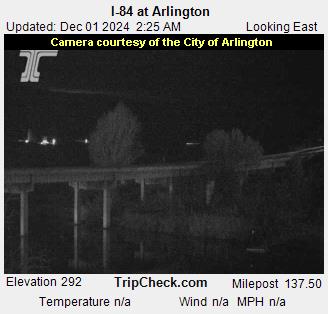 I-84 at Arlington
Updated: Dec 01 2024 2:25 AM Looking East
Camera courtesy of the City of Arlington
Elevation 292 TripCheck.com Milepost 137.50
Temperature n/a Wind n/a MPH n/a